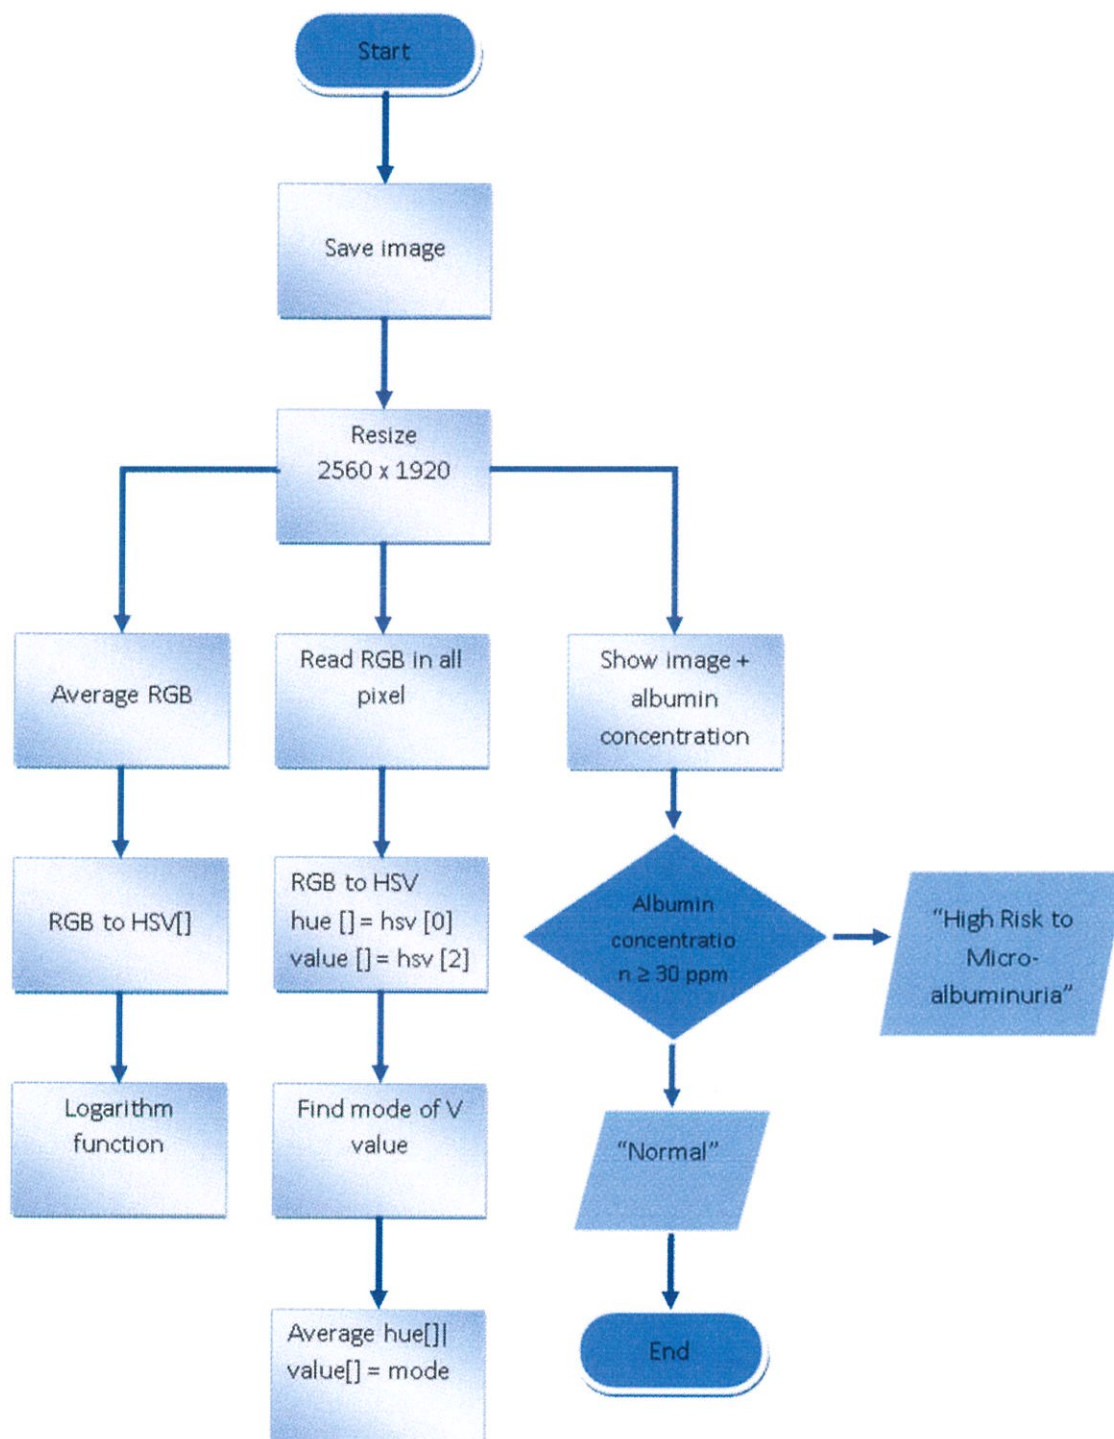 Start
Save image
Resize
2560 x 1920
Average RGB
Read RGB in all
pixel
Show image +
albumin
concentration
RGB to HSV[]
RGB to HSV
hue [] = hsv [0]
value [] = hsv [2]
Albumin
concentratio
n ≥ 30 ppm
“High Risk to
Micro-
albuminuria”
Logarithm
function
Find mode of V
value
“Normal”
Average hue[]|
value[] = mode
End